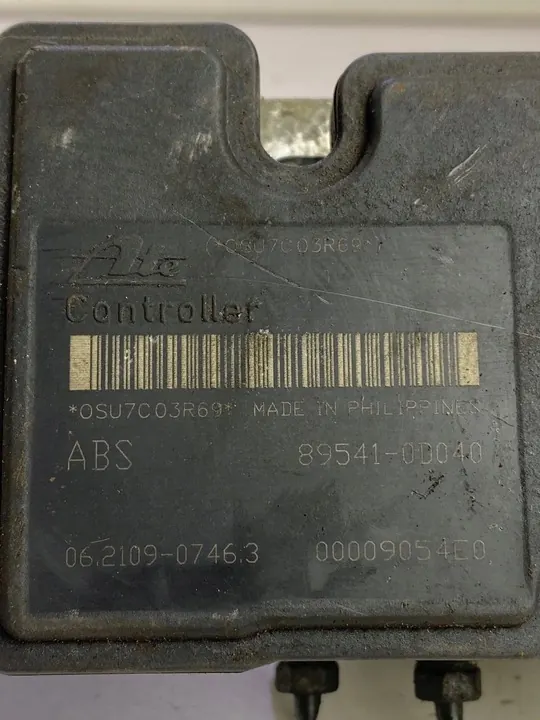 *0SU7C03R69*
Ate
Controller
*0SU7C03R69* MADE IN PHILIPPINES
ABS 89541-0D040
06.2109-0746.3 00009054E0